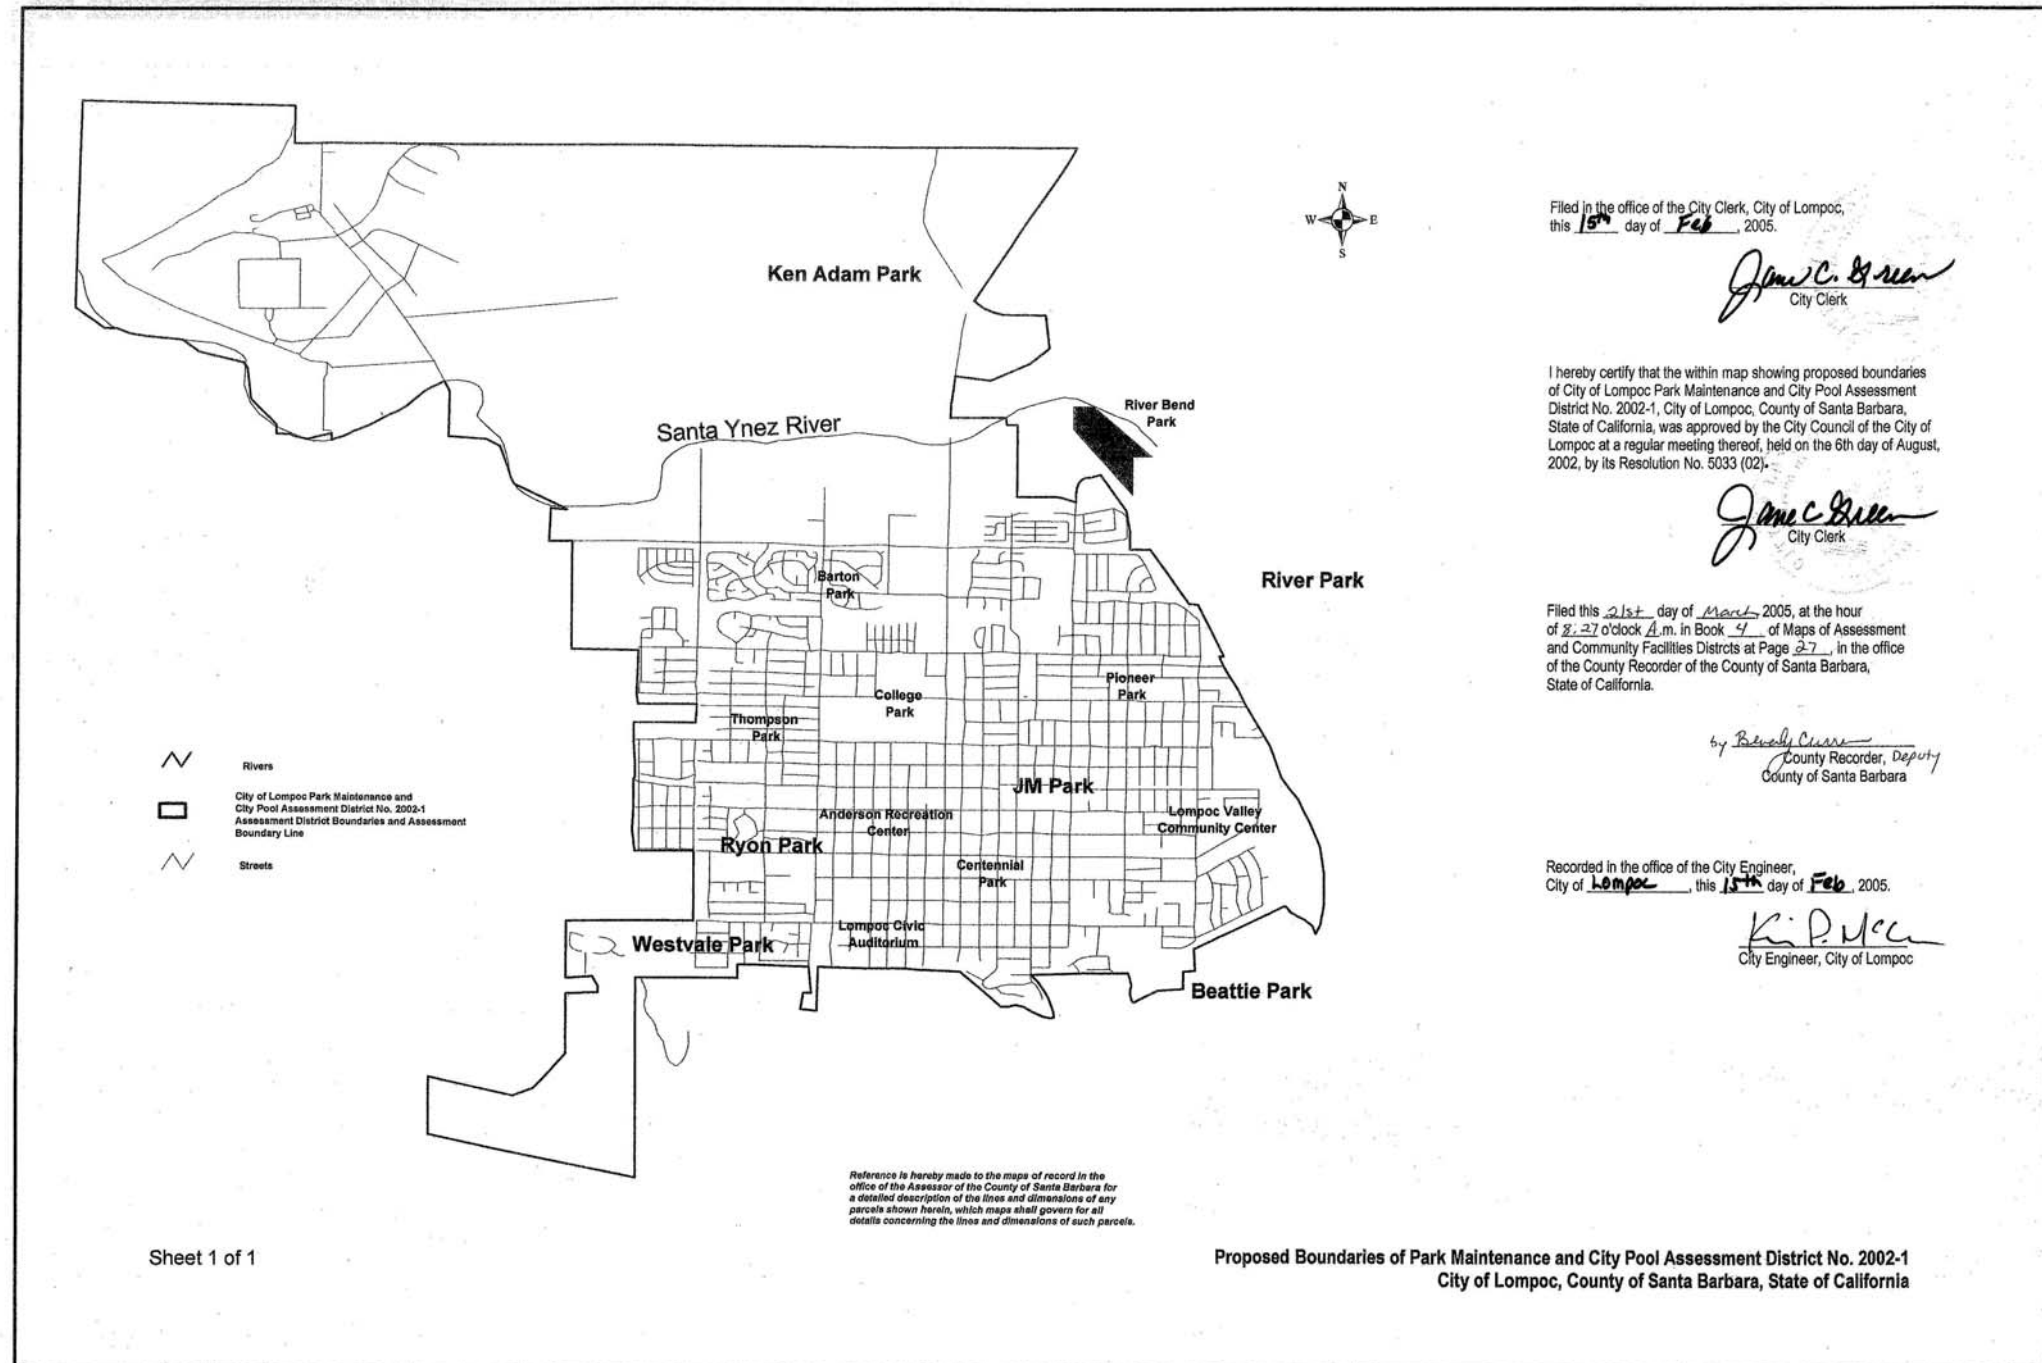 N
W
E
S
Ken Adam Park
Santa Ynez River
River Bend
Park
Barton
Park
River Park
Pioneer
Park
College
Park
Thompson
Park
JM Park
Anderson Recreation
Center
Lompoc Valley
Community Center
Ryon Park
Centennial
Park
Lompoc Civic
Auditorium
Westvale Park
Beattie Park
Rivers
City of Lompoc Park Maintenance and
City Pool Assessment District No. 2002-1
Assessment District Boundaries and Assessment
Boundary Line
Streets
Filed in the office of the City Clerk, City of Lompoc,
this 15th day of Feb, 2005.
Jane C. Green
City Clerk
I hereby certify that the within map showing proposed boundaries
of City of Lompoc Park Maintenance and City Pool Assessment
District No. 2002-1, City of Lompoc, County of Santa Barbara,
State of California, was approved by the City Council of the City of
Lompoc at a regular meeting thereof, held on the 6th day of August,
2002, by its Resolution No. 5033 (02).
Jane C Green
City Clerk
Filed this 21st day of March, 2005, at the hour
of 8:27 o'clock A.m. in Book 4 of Maps of Assessment
and Community Facilities Distrcts at Page 27, in the office
of the County Recorder of the County of Santa Barbara,
State of California.
by Beverly Curren
County Recorder, Deputy
County of Santa Barbara
Recorded in the office of the City Engineer,
City of Lompoc, this 15th day of Feb, 2005.
City Engineer, City of Lompoc
Reference is hereby made to the maps of record in the
office of the Assessor of the County of Santa Barbara for
a detailed description of the lines and dimensions of any
parcels shown herein, which maps shall govern for all
details concerning the lines and dimensions of such parcels.
Sheet 1 of 1
Proposed Boundaries of Park Maintenance and City Pool Assessment District No. 2002-1
City of Lompoc, County of Santa Barbara, State of California